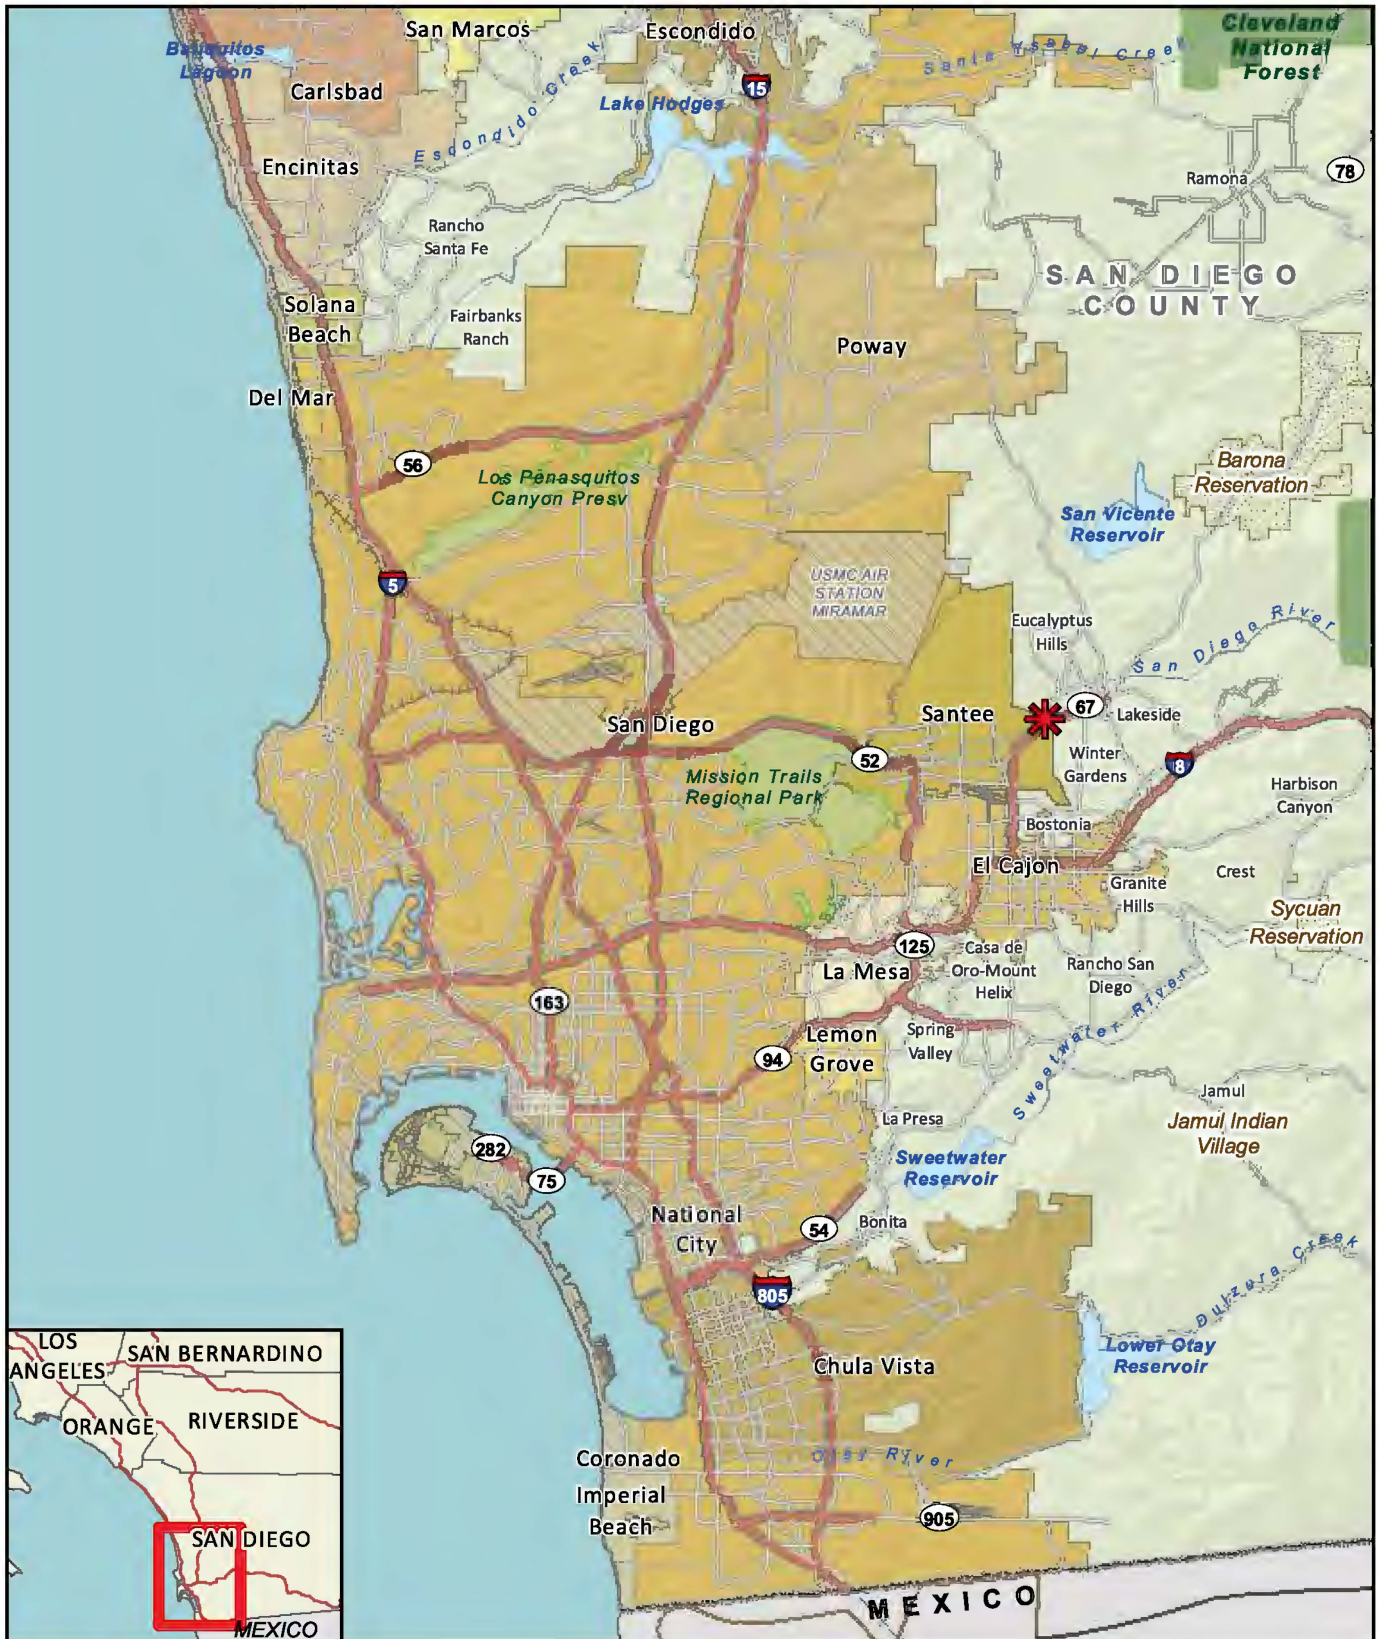 San Marcos
Escondido
Cleveland
National
Forest
Batiquitos
Lagoon
Santa Ysabel Creek
Carlsbad
Escondido Creek
Lake Hodges
15
Encinitas
78
Ramona
Rancho
Santa Fe
SAN DIEGO
COUNTY
Solana
Beach
Fairbanks
Ranch
Poway
Del Mar
56
Los Penasquitos
Canyon Presv
Barona
Reservation
San Vicente
Reservoir
5
USMC AIR
STATION
MIRAMAR
Eucalyptus
Hills
San Diego River
67
Santee
Lakeside
San Diego
52
Winter
Gardens
8
Mission Trails
Regional Park
Harbison
Canyon
Bostonia
El Cajon
Crest
Granite
Hills
Sycuan
Reservation
125
Casa de
Oro-Mount
Helix
La Mesa
Rancho San
Diego
163
Sweetwater River
Lemon
Grove
Spring
Valley
94
Jamul
La Presa
Jamul Indian
Village
282
75
Sweetwater
Reservoir
National
City
54
Bonita
Dulzura Creek
805
Lower Otay
Reservoir
Chula Vista
Otay River
Coronado
Imperial
Beach
905
MEXICO
LOS
ANGELES
SAN BERNARDINO
ORANGE
RIVERSIDE
SAN DIEGO
MEXICO